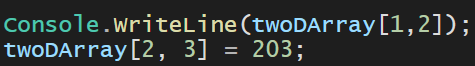 Console.WriteLine(twoDArray[1,2]);
twoDArray[2, 3] = 203;